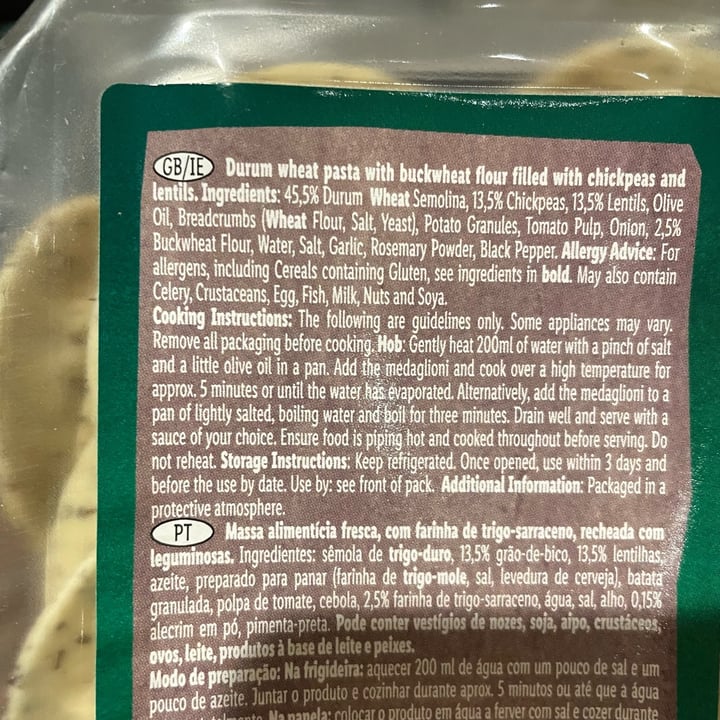 GB/IE Durum wheat pasta with buckwheat flour filled with chickpeas and
lentils. Ingredients: 45,5% Durum Wheat Semolina, 13,5% Chickpeas, 13,5% Lentils, Olive
Oil, Breadcrumbs (Wheat Flour, Salt, Yeast), Potato Granules, Tomato Pulp, Onion, 2,5%
Buckwheat Flour, Water, Salt, Garlic, Rosemary Powder, Black Pepper. Allergy Advice: For
allergens, including Cereals containing Gluten, see ingredients in bold. May also contain
Celery, Crustaceans, Egg, Fish, Milk, Nuts and Soya.
Cooking Instructions: The following are guidelines only. Some appliances may vary.
Remove all packaging before cooking. Hob: Gently heat 200ml of water with a pinch of salt
and a little olive oil in a pan. Add the medaglioni and cook over a high temperature for
approx. 5 minutes or until the water has evaporated. Alternatively, add the medaglioni to a
pan of lightly salted, boiling water and boil for three minutes. Drain well and serve with a
sauce of your choice. Ensure food is piping hot and cooked throughout before serving. Do
not reheat. Storage Instructions: Keep refrigerated. Once opened, use within 3 days and
before the use by date. Use by: see front of pack. Additional Information: Packaged in a
protective atmosphere.
PT Massa alimentícia fresca, com farinha de trigo-sarraceno, recheada com
leguminosas. Ingredientes: sêmola de trigo-duro, 13,5% grão-de-bico, 13,5% lentilhas,
azeite, preparado para panar (farinha de trigo-mole, sal, levedura de cerveja), batata
granulada, polpa de tomate, cebola, 2,5% farinha de trigo-sarraceno, água, sal, alho, 0,15%
alecrim em pó, pimenta-preta. Pode conter vestígios de nozes, soja, aipo, crustáceos,
ovos, leite, produtos à base de leite e peixes.
Modo de preparação: Na frigideira: aquecer 200 ml de água com um pouco de sal e um
pouco de azeite. Juntar o produto e cozinhar durante aprox. 5 minutos ou até que a água
Na panela: colocar o produto em água a ferver com sal e cozer durante